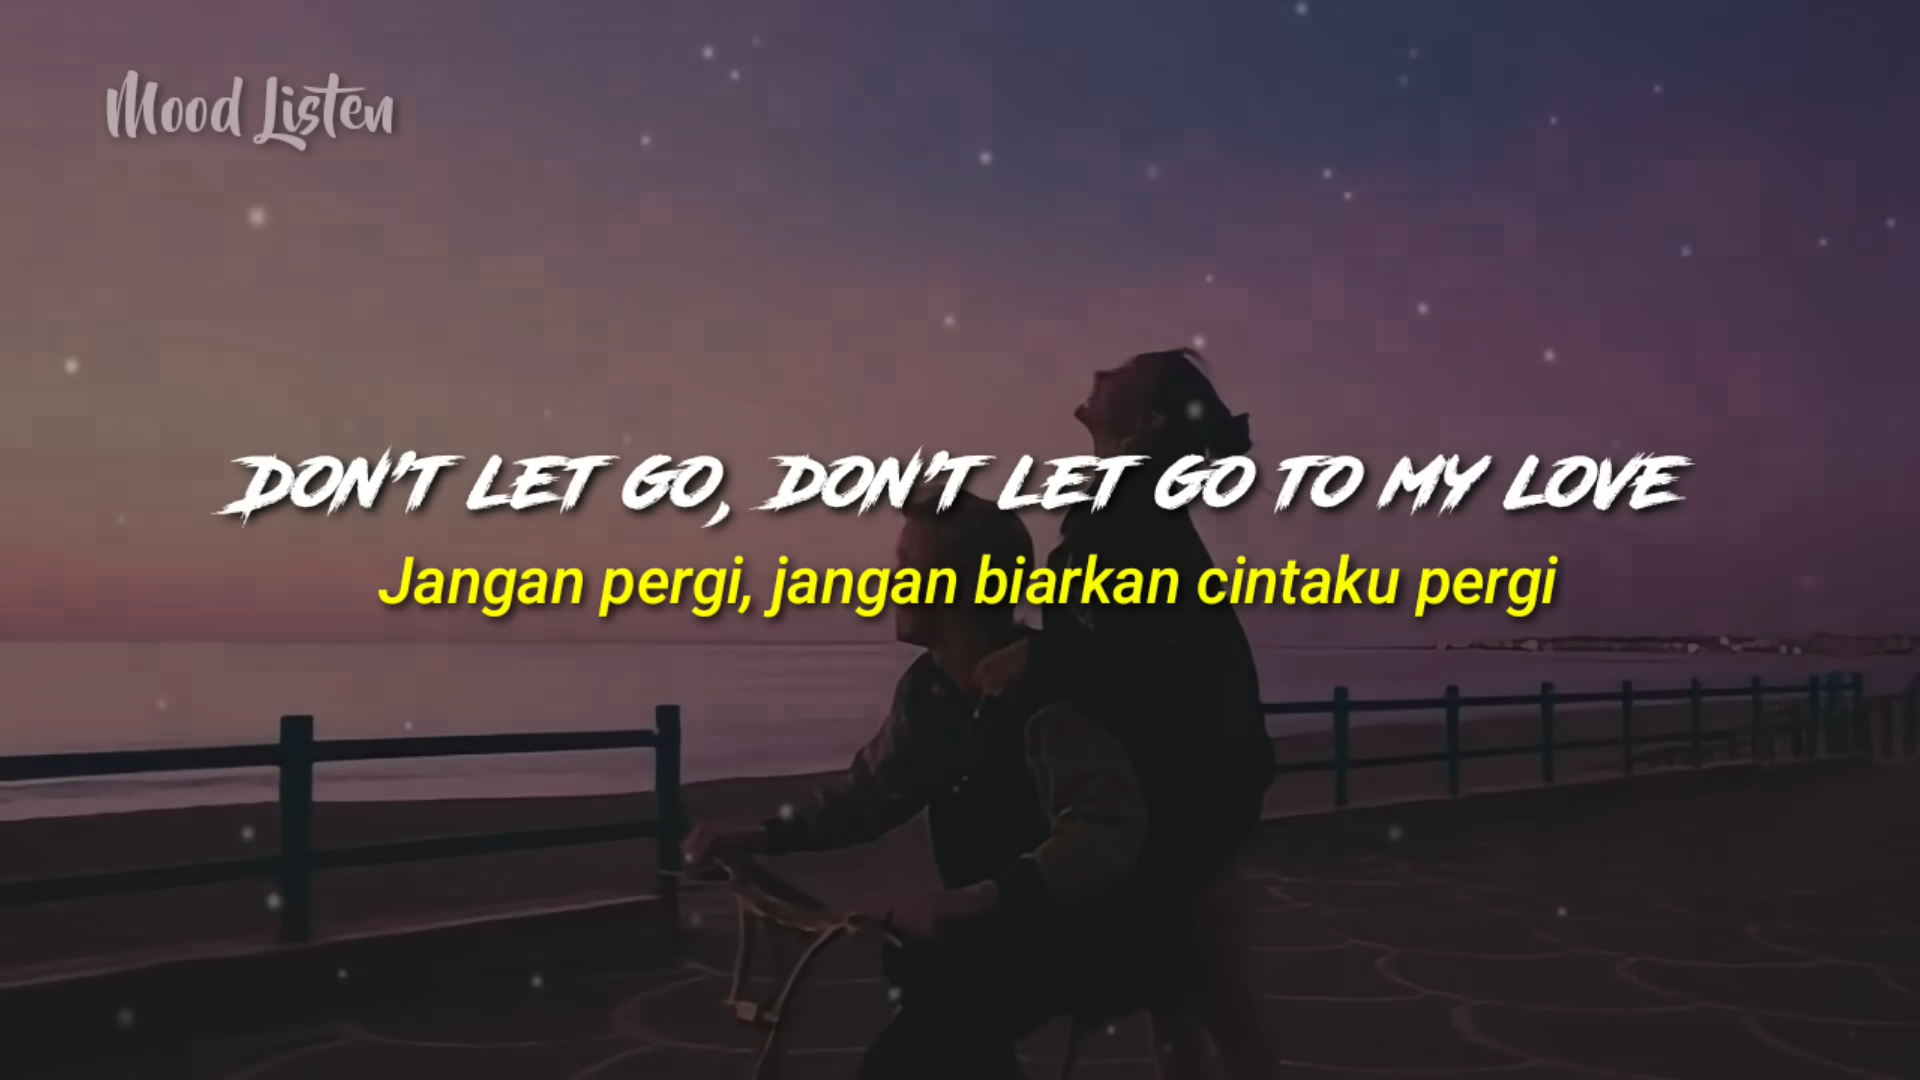 Mood Listen
DON'T LET GO, DON'T LET GO TO MY LOVE
Jangan pergi, jangan biarkan cintaku pergi